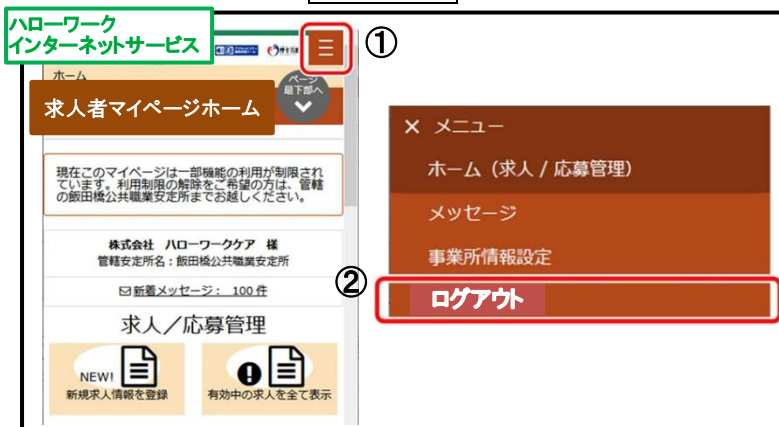 ハローワーク
インターネットサービス
①
ホーム
ページ
最下部へ
求人者マイページホーム
現在このマイページは一部機能の利用が制限され
ています。利用制限の解除をご希望の方は、管轄
の飯田橋公共職業安定所までお越しください。
株式会社 ハローワークケア 様
管轄安定所名：飯田橋公共職業安定所
新着メッセージ： 100 件
求人／応募管理
NEW!
新規求人情報を登録
有効中の求人を全て表示
× メニュー
ホーム（求人 / 応募管理）
メッセージ
事業所情報設定
②
ログアウト